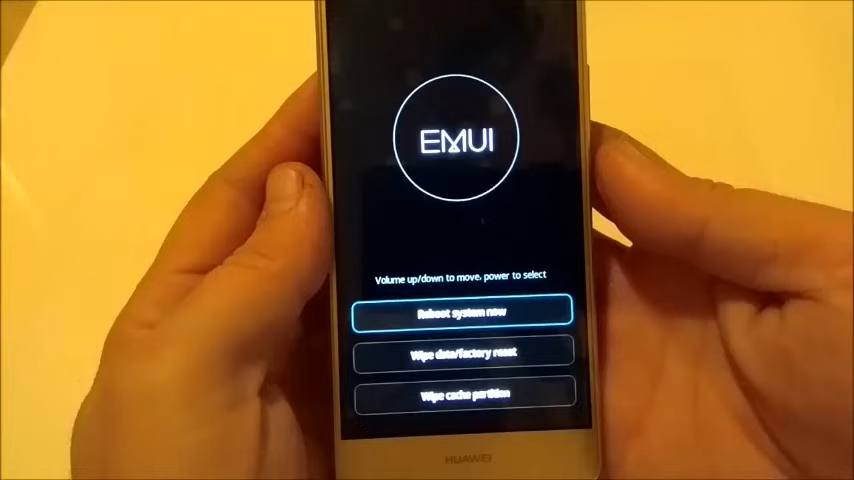 EMUI
Volume up/down to move, power to select
Reboot system now
Wipe data/factory reset
Wipe cache partition
HUAWEI